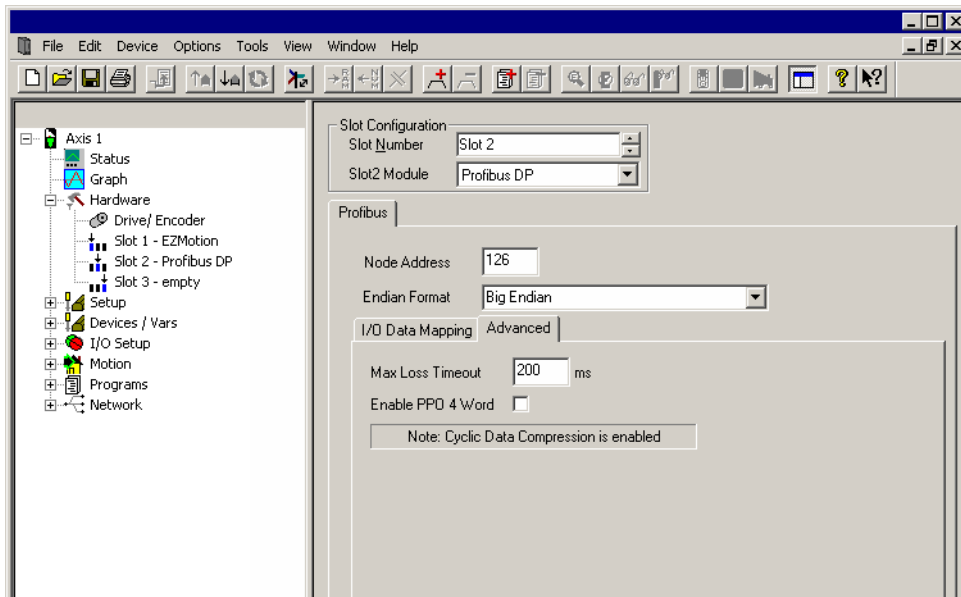 File Edit Device Options Tools View Window Help
Axis 1
Status
Graph
Hardware
Drive/ Encoder
Slot 1 - EZMotion
Slot 2 - Profibus DP
Slot 3 - empty
Setup
Devices / Vars
I/O Setup
Motion
Programs
Network
Slot Configuration
Slot Number Slot 2
Slot2 Module Profibus DP
Profibus
Node Address 126
Endian Format Big Endian
I/O Data Mapping Advanced
Max Loss Timeout 200 ms
Enable PPO 4 Word
Note: Cyclic Data Compression is enabled